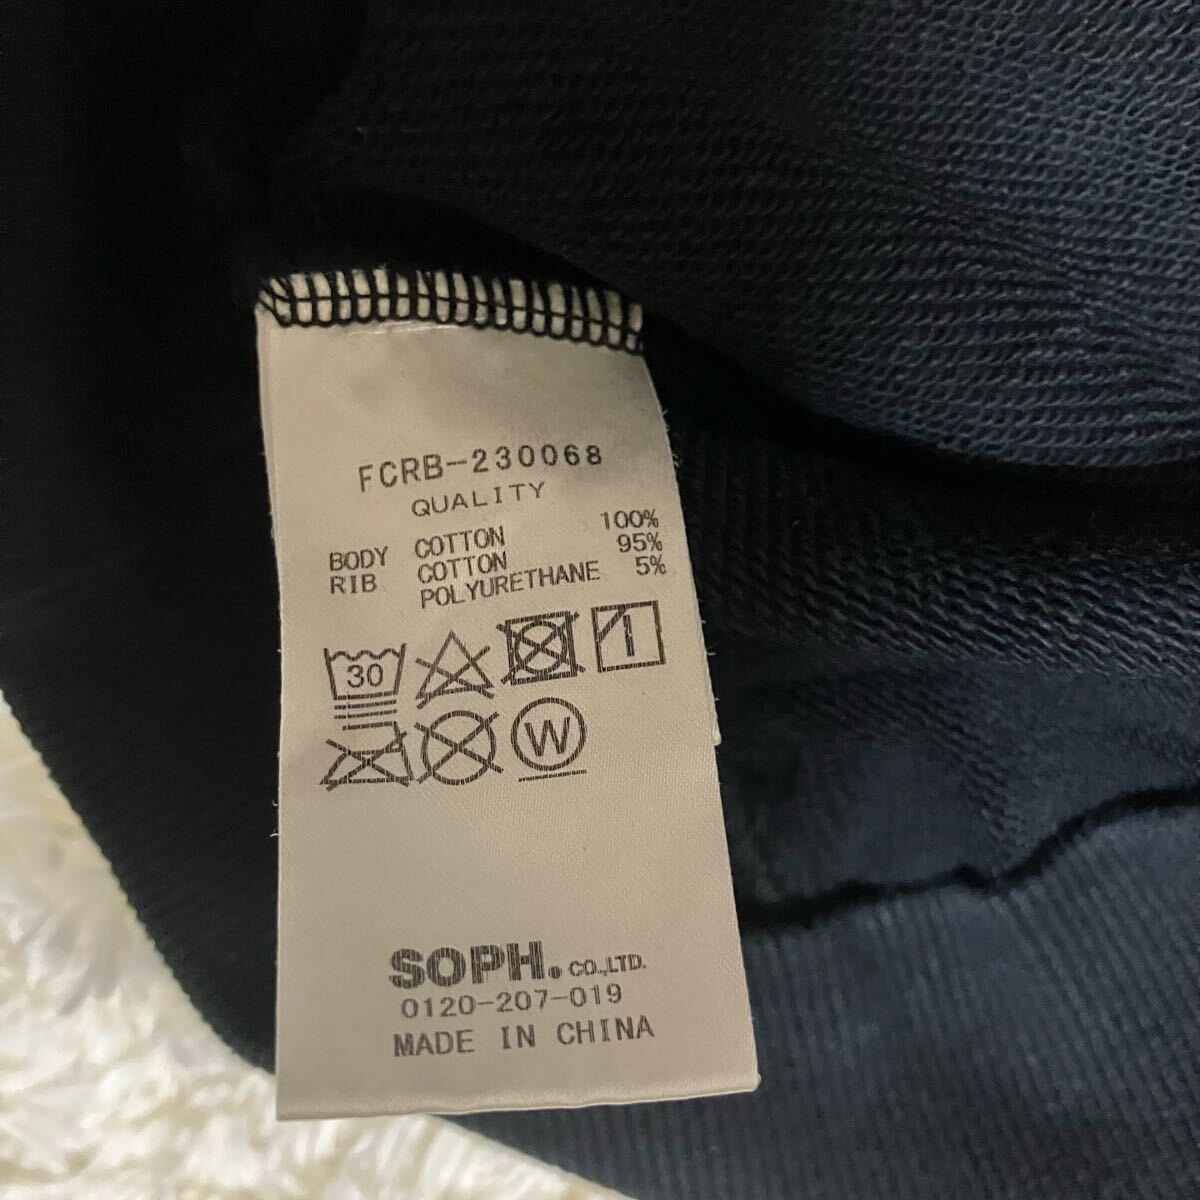 FCRB-230068
QUALITY
BODY COTTON 100%
RIB COTTON 95%
POLYURETHANE 5%
30
W
SOPH. CO.,LTD.
0120-207-019
MADE IN CHINA